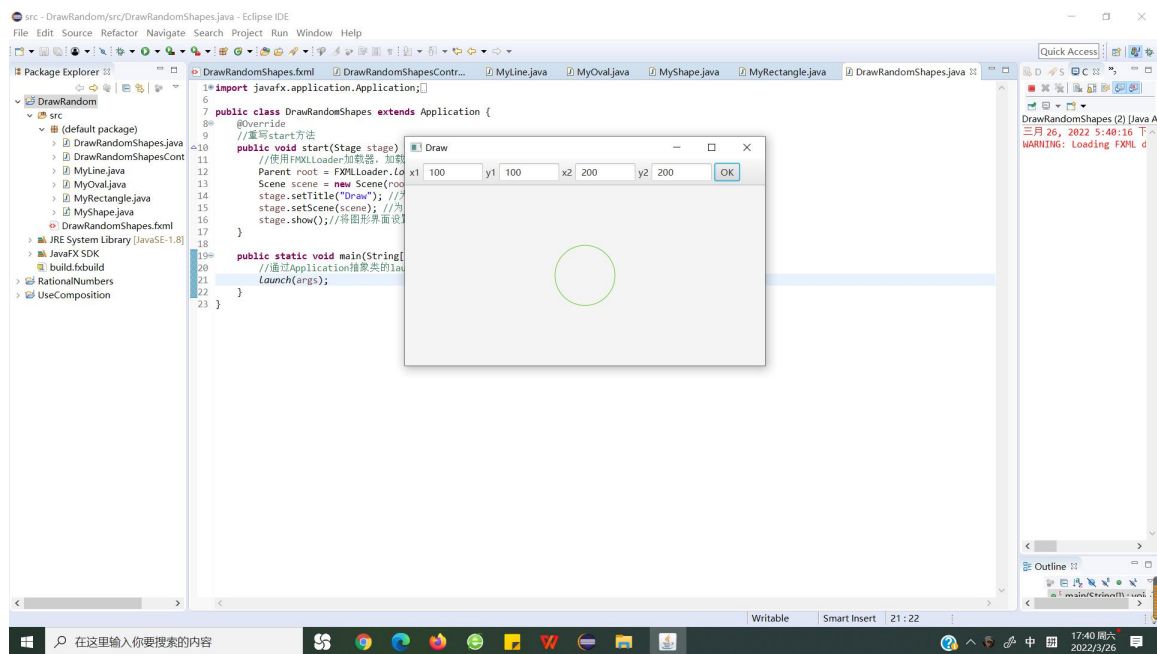 src - DrawRandom/src/DrawRandomShapes.java - Eclipse IDE
File Edit Source Refactor Navigate Search Project Run Window Help
Quick Access
Package Explorer
DrawRandomShapes.fxml DrawRandomShapesContr... MyLine.java MyOval.java MyShape.java MyRectangle.java DrawRandomShapes.java
DrawRandom
src
(default package)
DrawRandomShapes.java
DrawRandomShapesCont
MyLine.java
MyOval.java
MyRectangle.java
MyShape.java
DrawRandomShapes.fxml
JRE System Library [JavaSE-1.8]
JavaFX SDK
build.fxbuild
RationalNumbers
UseComposition
1 import javafx.application.Application;
6
7 public class DrawRandomShapes extends Application {
8 @Override
9 //重写start方法
10 public void start(Stage stage)
11 //使用FMXLLoader加载器，加载
12 Parent root = FXMLLoader.lo
13 Scene scene = new Scene(roo
14 stage.setTitle("Draw"); //为
15 stage.setScene(scene); //为
16 stage.show();//将图形界面设
17 }
18
19 public static void main(String[
20 //通过Application抽象类的lau
21 launch(args);
22 }
23 }
Draw
x1 100 y1 100 x2 200 y2 200 OK
D S C
DrawRandomShapes (2) [Java A
三月 26, 2022 5:40:16 下
WARNING: Loading FXML d
Outline
main(String[]) : voi
Writable Smart Insert 21 : 22
在这里输入你要搜索的内容
中 拼 17:40 周六
2022/3/26